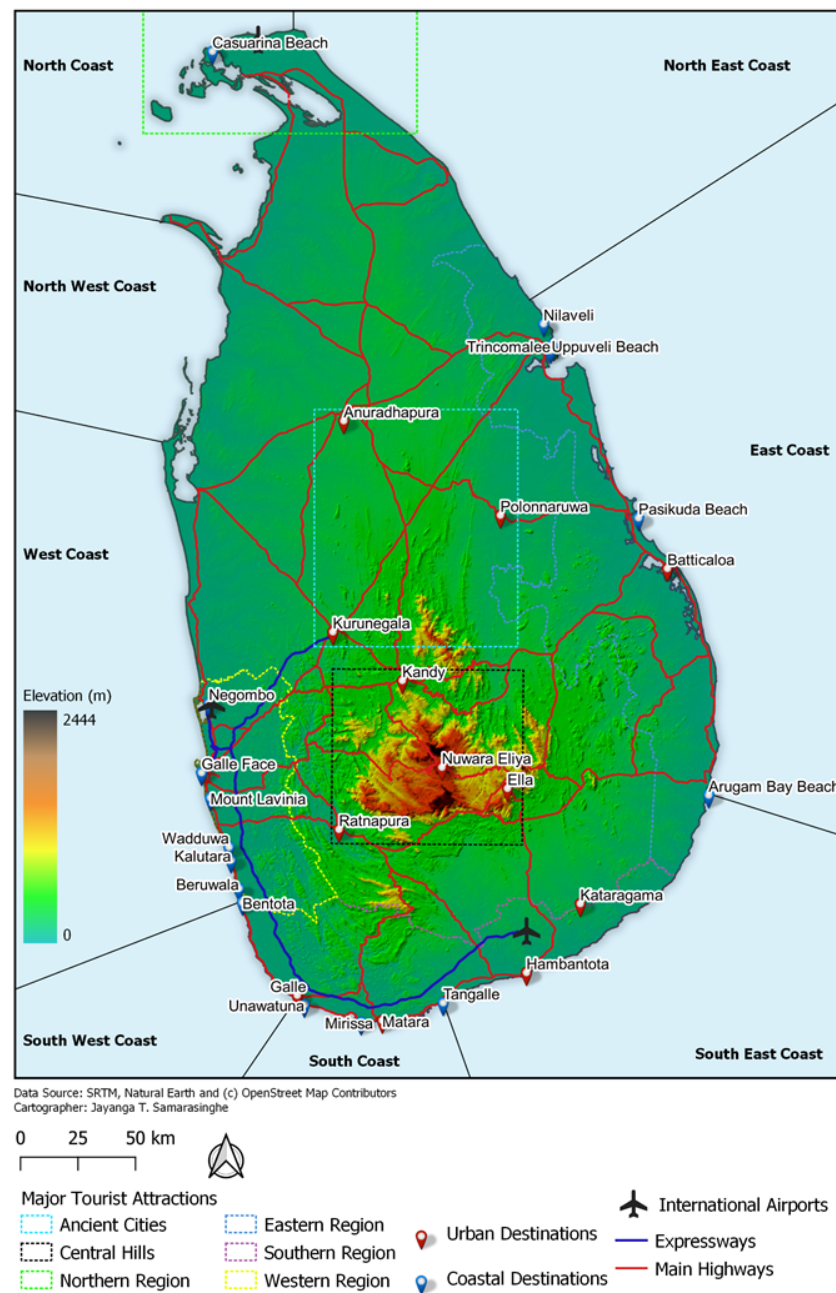 Casuarina Beach
North Coast
North East Coast
North West Coast
Nilaveli
Trincomalee
Uppuveli Beach
Anuradhapura
East Coast
Polonnaruwa
Pasikuda Beach
West Coast
Batticaloa
Kurunegala
Kandy
Elevation (m)
2444
0
Negombo
Nuwara Eliya
Galle Face
Ella
Arugam Bay Beach
Mount Lavinia
Ratnapura
Wadduwa
Kalutara
Beruwala
Bentota
Kataragama
Hambantota
Galle
Unawatuna
Tangalle
Mirissa
Matara
South West Coast
South Coast
South East Coast
Data Source: SRTM, Natural Earth and (c) OpenStreet Map Contributors
Cartographer: Jayanga T. Samarasinghe
0 25 50 km
Major Tourist Attractions
Ancient Cities
Central Hills
Northern Region
Eastern Region
Southern Region
Western Region
Urban Destinations
Coastal Destinations
International Airports
Expressways
Main Highways